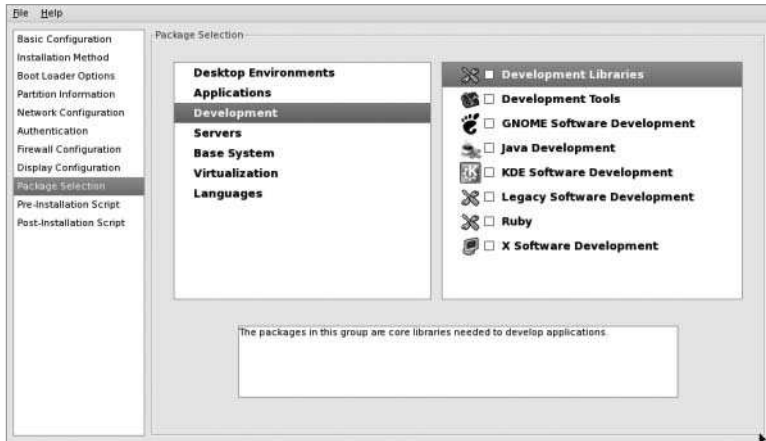 File Help
Basic Configuration
Installation Method
Boot Loader Options
Partition Information
Network Configuration
Authentication
Firewall Configuration
Display Configuration
Package Selection
Pre-Installation Script
Post-Installation Script
Package Selection
Desktop Environments
Applications
Development
Servers
Base System
Virtualization
Languages
Development Libraries
Development Tools
GNOME Software Development
Java Development
KDE Software Development
Legacy Software Development
Ruby
X Software Development
The packages in this group are core libraries needed to develop applications.